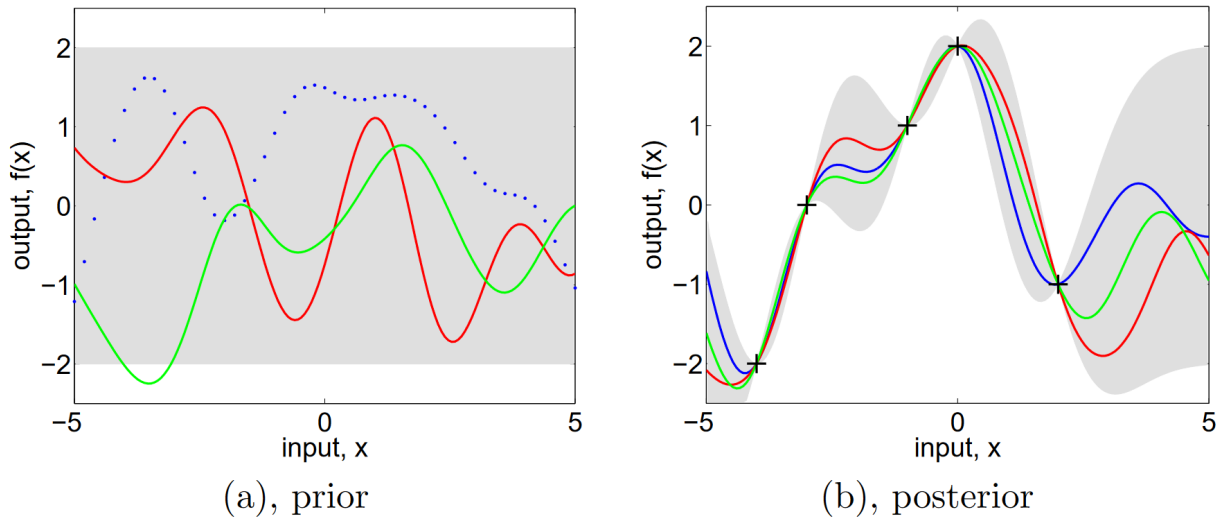 2
1
0
−1
−2
−5
0
5
output, f(x)
input, x
(a), prior
2
1
0
−1
−2
−5
0
5
output, f(x)
input, x
(b), posterior